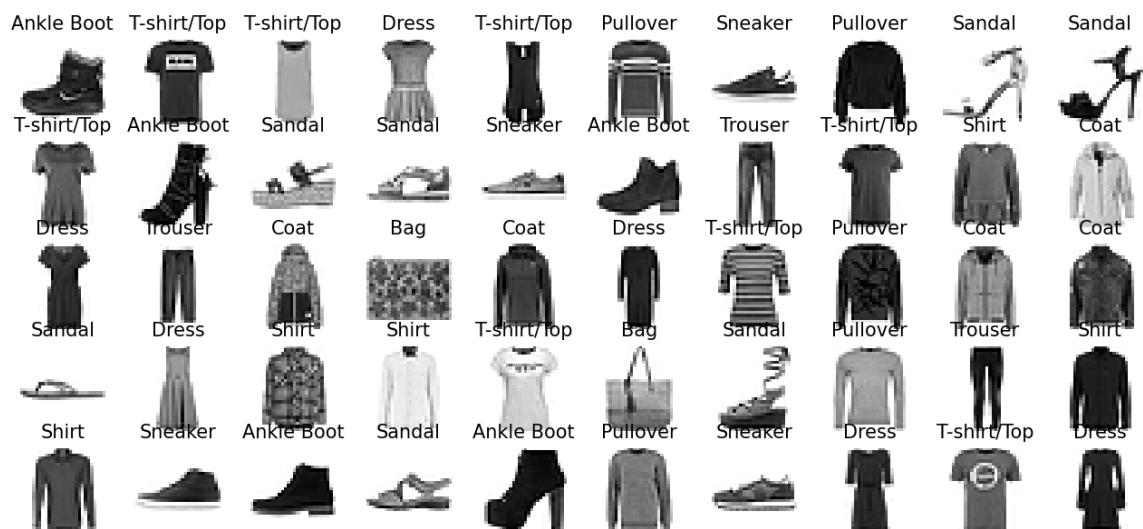 Ankle Boot T-shirt/Top T-shirt/Top Dress T-shirt/Top Pullover Sneaker Pullover Sandal Sandal
T-shirt/Top Ankle Boot Sandal Sandal Sneaker Ankle Boot Trouser T-shirt/Top Shirt Coat
Dress Trouser Coat Bag Coat Dress T-shirt/Top Pullover Coat Coat
Sandal Dress Shirt Shirt T-shirt/Top Bag Sandal Pullover Trouser Shirt
Shirt Sneaker Ankle Boot Sandal Ankle Boot Pullover Sneaker Dress T-shirt/Top Dress